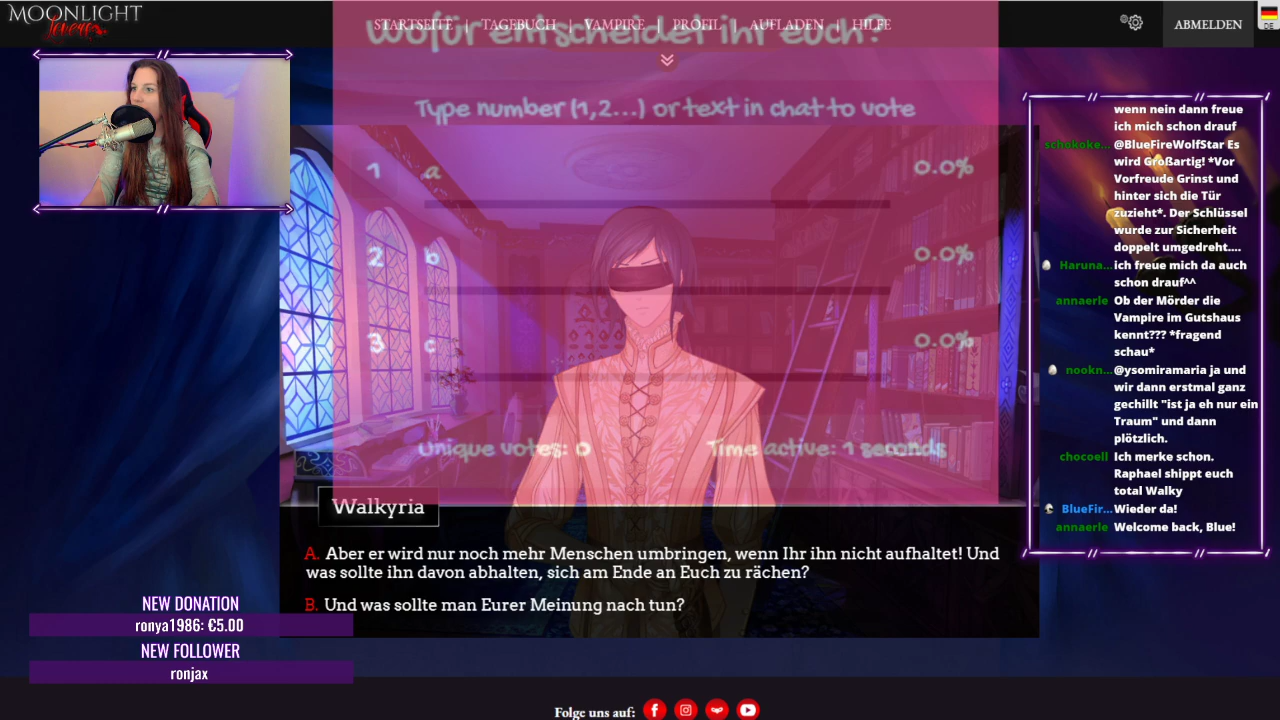 MOONLIGHT
Lovers
STARTSEITE | TAGEBUCH | VAMPIRE | PROFIL | AUFLADEN | HILFE
ABMELDEN
DE
Wofür entscheidet ihr euch?
Type number (1,2...) or text in chat to vote
1 a 0.0%
2 b 0.0%
3 c 0.0%
Unique votes: 0 Time active: 1 seconds
Walkyria
A. Aber er wird nur noch mehr Menschen umbringen, wenn Ihr ihn nicht aufhaltet! Und
was sollte ihn davon abhalten, sich am Ende an Euch zu rächen?
B. Und was sollte man Eurer Meinung nach tun?
NEW DONATION
ronya1986: €5.00
NEW FOLLOWER
ronjax
wenn nein dann freue
ich mich schon drauf
schokoke... @BlueFireWolfStar Es
wird Großartig! *Vor
Vorfreude Grinst und
hinter sich die Tür
zuzieht*. Der Schlüssel
wurde zur Sicherheit
doppelt umgedreht....
Haruna... ich freue mich da auch
schon drauf^^
annaerle Ob der Mörder die
Vampire im Gutshaus
kennt??? *fragend
schau*
nookn... @ysomiramaria ja und
wir dann erstmal ganz
gechillt "ist ja eh nur ein
Traum" und dann
plötzlich.
chocoell Ich merke schon.
Raphael shippt euch
total Walky
BlueFir... Wieder da!
annaerle Welcome back, Blue!
Folge uns auf: